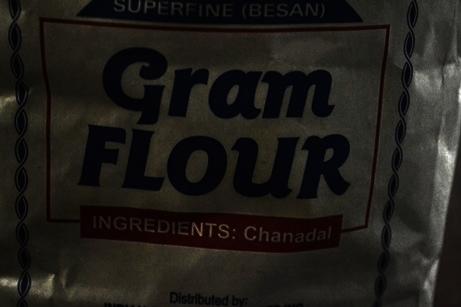 SUPERFINE (BESAN)
Gram
FLOUR
INGREDIENTS: Chanadal
Distributed by: